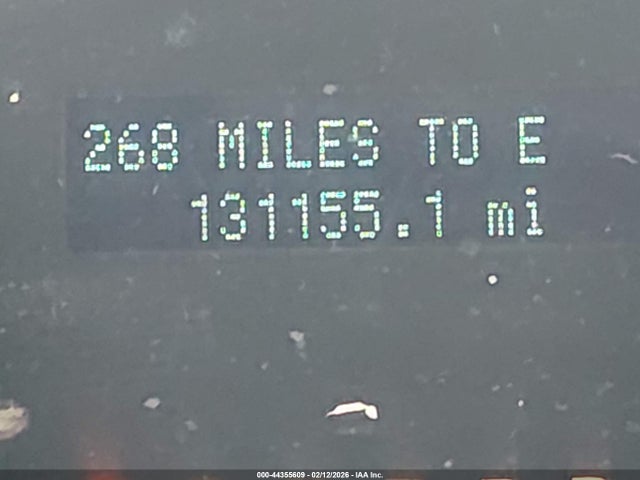 268 MILES TO E
131155.1 mi
000-44355609 - 02/12/2026 - IAA Inc.